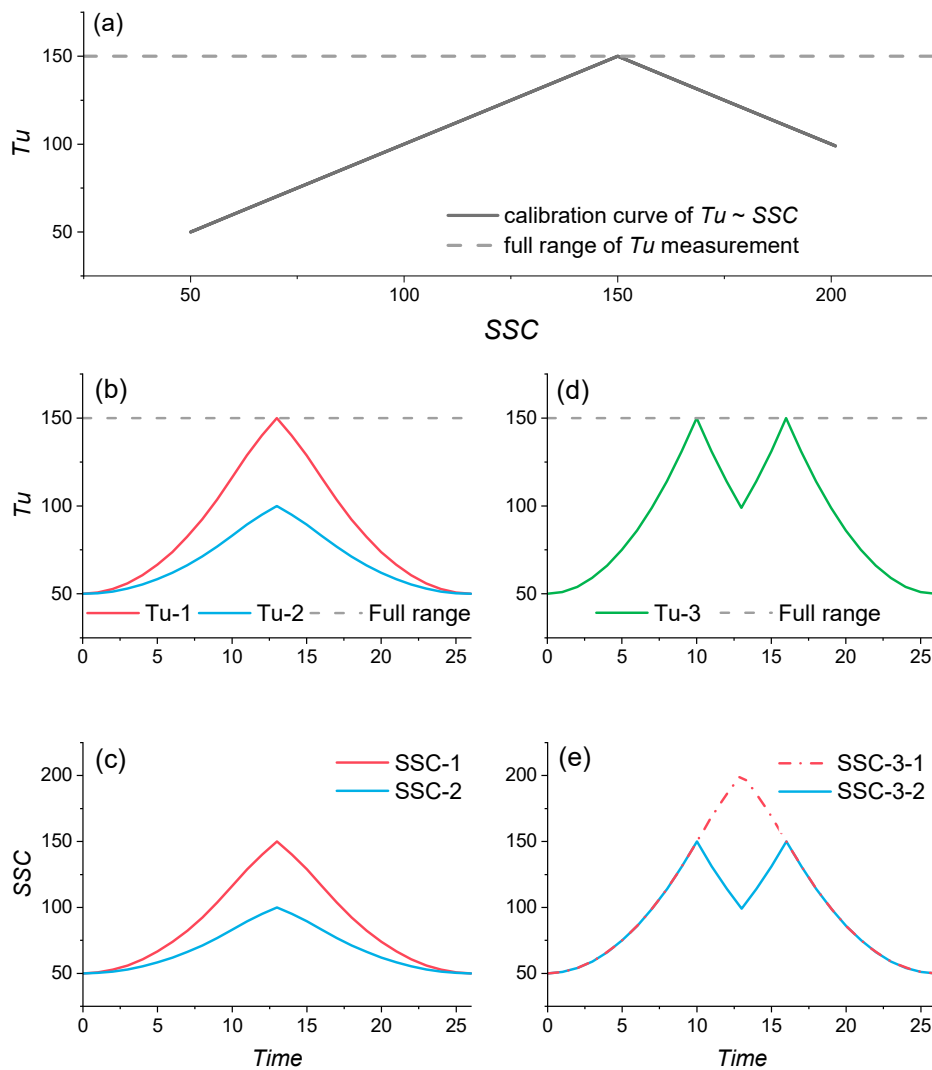 (a)
150
100
50
Tu
calibration curve of Tu ~ SSC
full range of Tu measurement
50 100 150 200
SSC
(b)
150
100
50
Tu
Tu-1 Tu-2 Full range
0 5 10 15 20 25
(d)
150
100
50
Tu-3 Full range
0 5 10 15 20 25
(c)
SSC-1
SSC-2
200
150
100
50
SSC
0 5 10 15 20 25
Time
(e)
SSC-3-1
SSC-3-2
200
150
100
50
0 5 10 15 20 25
Time